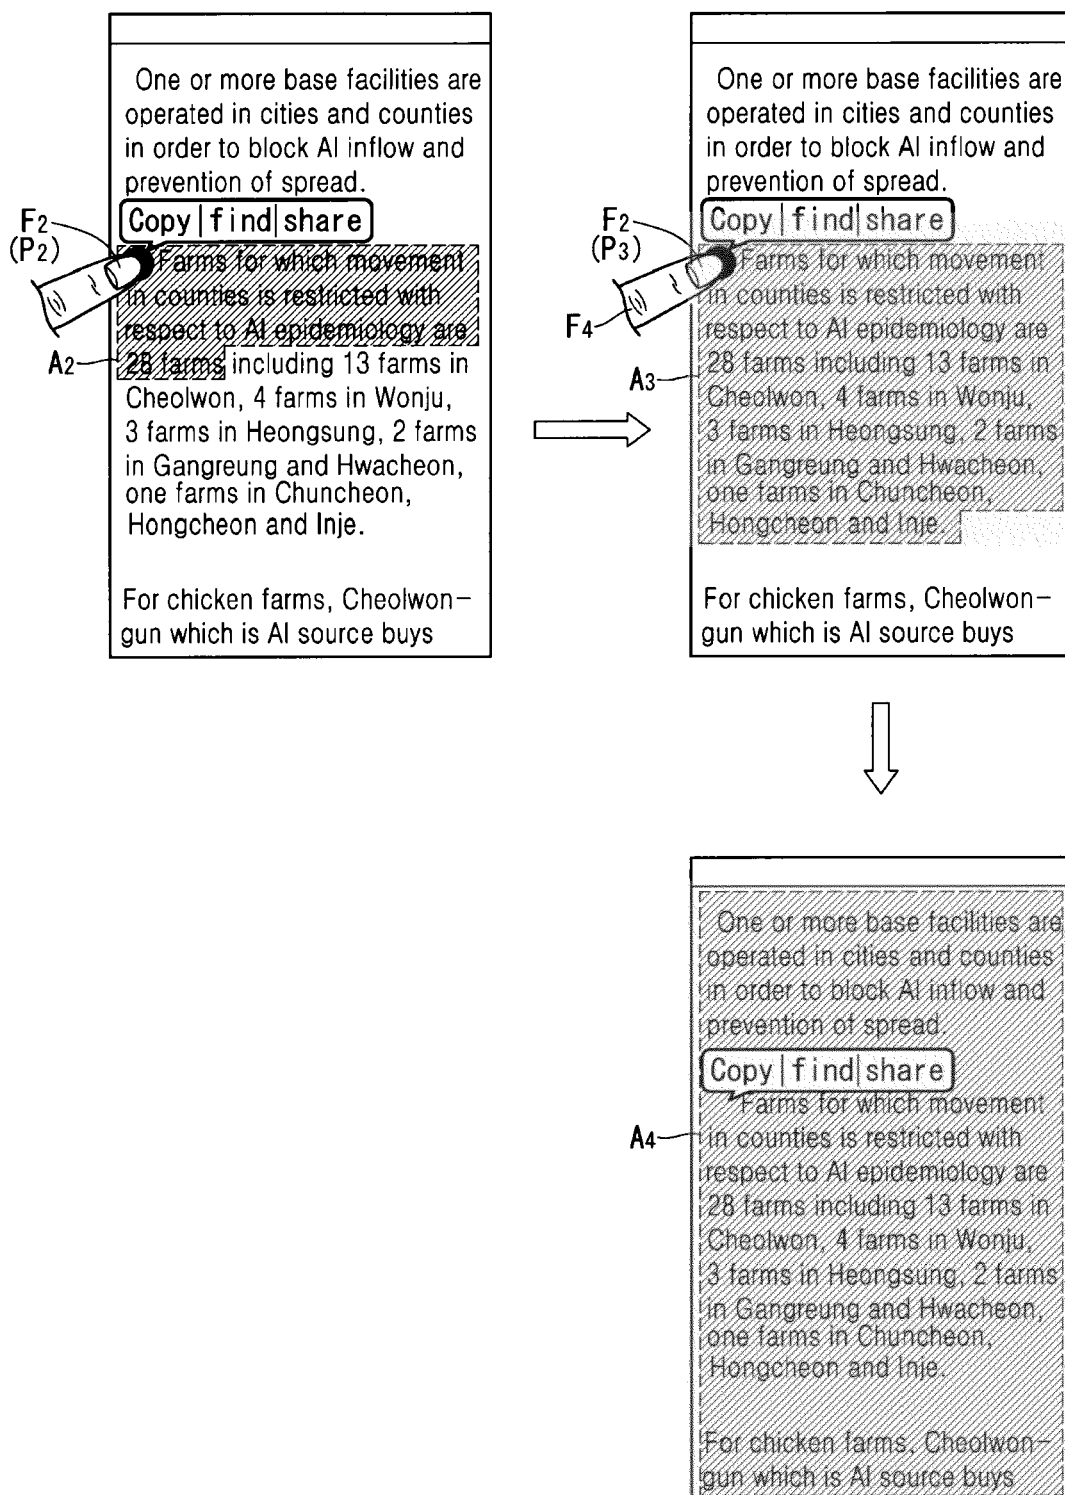 One or more base facilities are
operated in cities and counties
in order to block AI inflow and
prevention of spread.
Copy|find|share
F2
(P2)
Farms for which movement
in counties is restricted with
respect to AI epidemiology are
A2
28 farms including 13 farms in
Cheolwon, 4 farms in Wonju,
3 farms in Heongsung, 2 farms
in Gangreung and Hwacheon,
one farms in Chuncheon,
Hongcheon and Inje.
For chicken farms, Cheolwon-
gun which is AI source buys
One or more base facilities are
operated in cities and counties
in order to block AI inflow and
prevention of spread.
Copy|find|share
F2
(P3)
Farms for which movement
in counties is restricted with
F4
respect to AI epidemiology are
28 farms including 13 farms in
A3
Cheolwon, 4 farms in Wonju,
3 farms in Heongsung, 2 farms
in Gangreung and Hwacheon,
one farms in Chuncheon,
Hongcheon and Inje.
For chicken farms, Cheolwon-
gun which is AI source buys
One or more base facilities are
operated in cities and counties
in order to block AI inflow and
prevention of spread.
Copy|find|share
Farms for which movement
A4
in counties is restricted with
respect to AI epidemiology are
28 farms including 13 farms in
Cheolwon, 4 farms in Wonju,
3 farms in Heongsung, 2 farms
in Gangreung and Hwacheon,
one farms in Chuncheon,
Hongcheon and Inje.
For chicken farms, Cheolwon-
gun which is AI source buys